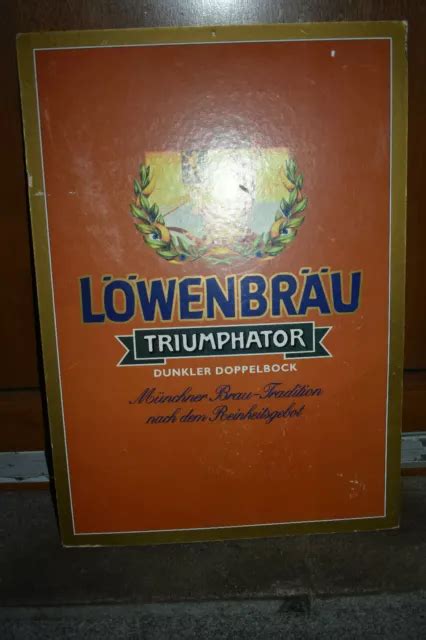 LÖWENBRÄU
TRIUMPHATOR
DUNKLER DOPPELBOCK
Münchner Brau-Tradition
nach dem Reinheitsgebot